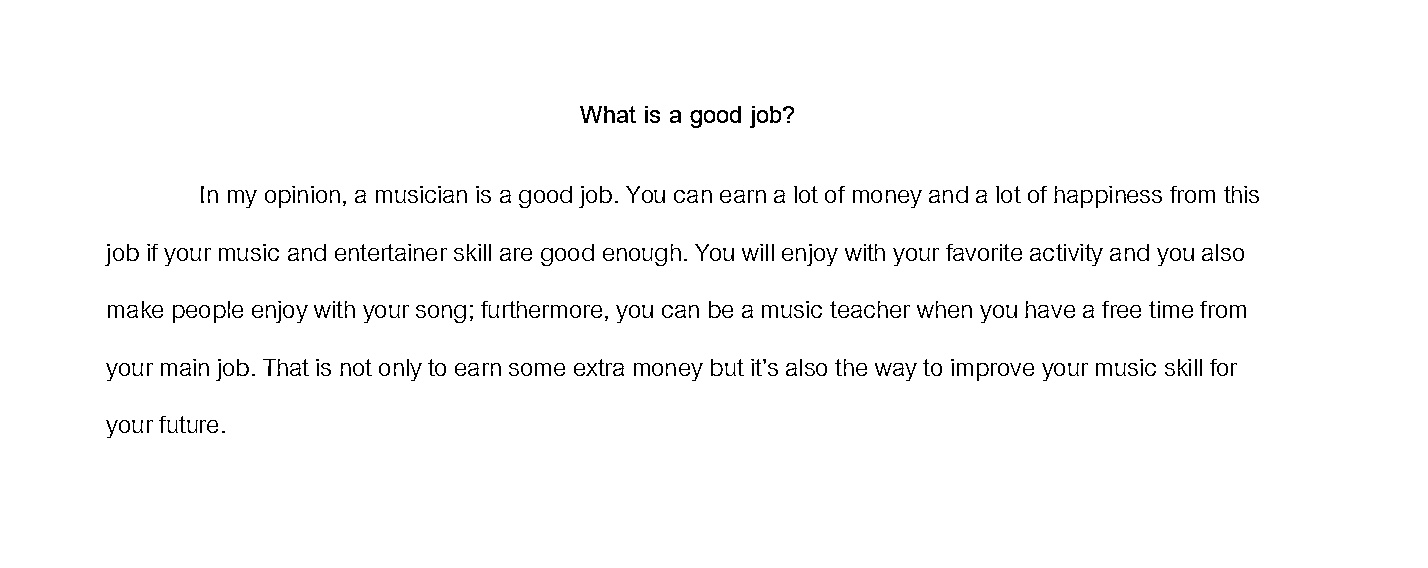 What is a good job?
In my opinion, a musician is a good job. You can earn a lot of money and a lot of happiness from this
job if your music and entertainer skill are good enough. You will enjoy with your favorite activity and you also
make people enjoy with your song; furthermore, you can be a music teacher when you have a free time from
your main job. That is not only to earn some extra money but it’s also the way to improve your music skill for
your future.